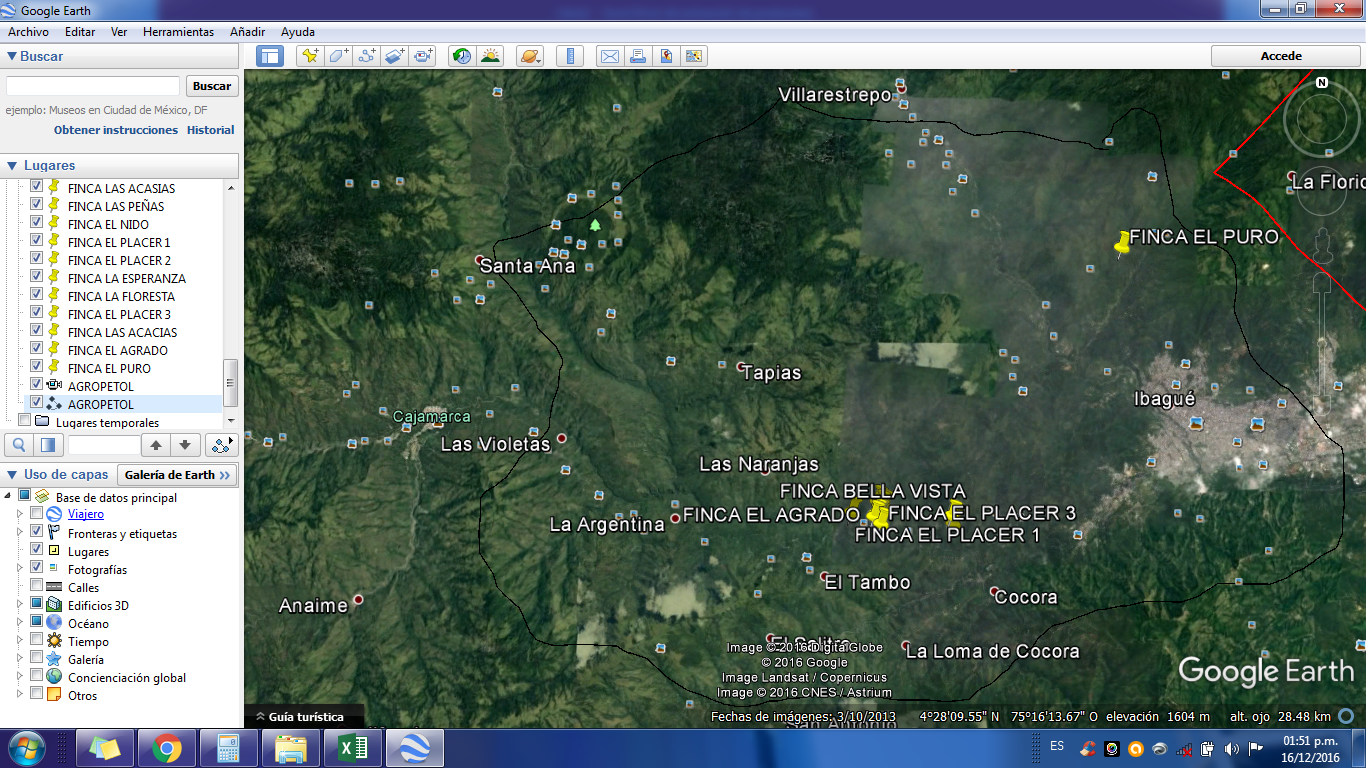 Google Earth
Archivo Editar Ver Herramientas Añadir Ayuda
Buscar
Buscar
ejemplo: Museos en Ciudad de México, DF
Obtener instrucciones Historial
Lugares
FINCA LAS ACASIAS
FINCA LAS PEÑAS
FINCA EL NIDO
FINCA EL PLACER 1
FINCA EL PLACER 2
FINCA LA ESPERANZA
FINCA LA FLORESTA
FINCA EL PLACER 3
FINCA LAS ACACIAS
FINCA EL AGRADO
FINCA EL PURO
AGROPETOL
AGROPETOL
Lugares temporales
Uso de capas
Galería de Earth >>
Base de datos principal
Viajero
Fronteras y etiquetas
Lugares
Fotografías
Calles
Edificios 3D
Océano
Tiempo
Galería
Concienciación global
Otros
Accede
N
Villarestrepo
La Floric
FINCA EL PURO
Santa Ana
Tapias
Ibagué
Cajamarca
Las Violetas
Las Naranjas
FINCA BELLA VISTA
La Argentina
FINCA EL AGRADO
FINCA EL PLACER 3
FINCA EL PLACER 1
El Tambo
Cocora
Anaime
El Salitre
La Loma de Cocora
Image © 2016 DigitalGlobe
© 2016 Google
Image Landsat / Copernicus
Image © 2016 CNES / Astrium
Google Earth
San Antonio
Guía turística
Fechas de imágenes: 3/10/2013 4°28'09.55" N 75°16'13.67" O elevación 1604 m alt. ojo 28.48 km
ES
01:51 p.m.
16/12/2016